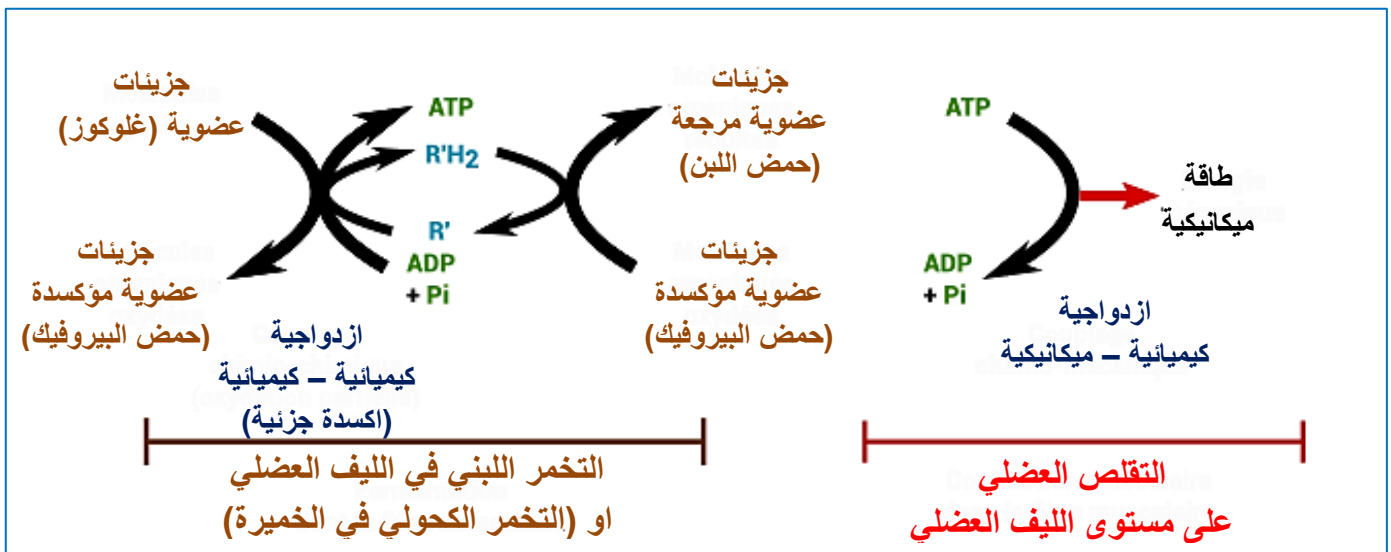 جزيئات
عضوية (غلوكوز)
ATP
R'H2
R'
ADP
+ Pi
جزيئات
عضوية مؤكسدة
(حمض البيروفيك)
ازدواجية
كيميائية – كيميائية
(اكسدة جزئية)
جزيئات
عضوية مرجعة
(حمض اللبن)
جزيئات
عضوية مؤكسدة
(حمض البيروفيك)
التخمر اللبني في الليف العضلي
او (التخمر الكحولي في الخميرة)
ATP
طاقة
ميكانيكية
ADP
+ Pi
ازدواجية
كيميائية – ميكانيكية
التقلص العضلي
على مستوى الليف العضلي